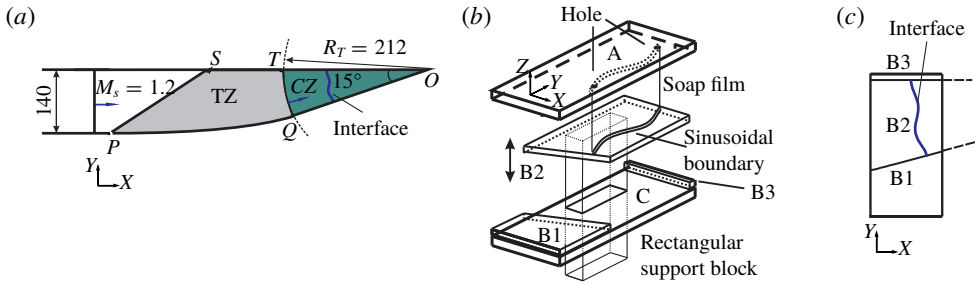 (a)
S
T
R_T = 212
O
140
M_s = 1.2
TZ
CZ
15°
Q
Interface
P
Y
X
(b)
Hole
A
Z
Y
X
Soap film
Sinusoidal
boundary
B2
B3
C
B1
Rectangular
support block
(c)
Interface
B3
B2
B1
Y
X